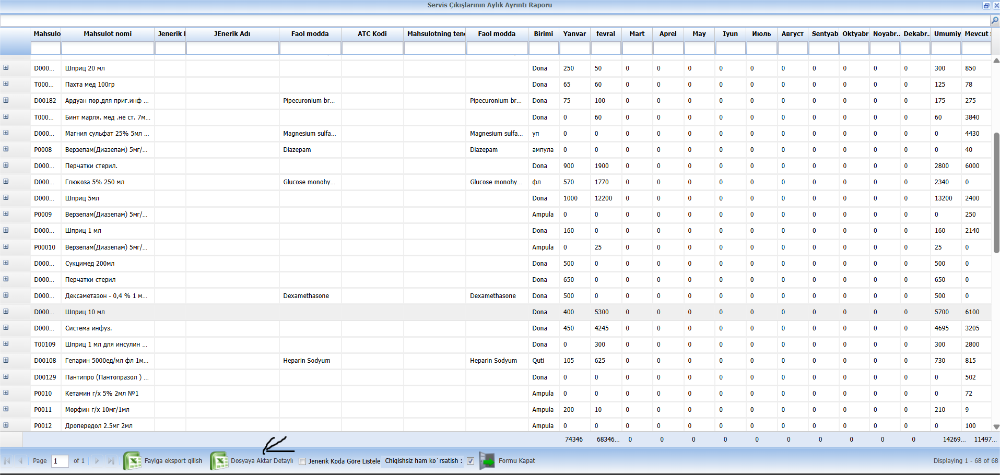 Servis Çıkışlarının Aylık Ayrıntı Raporu
Mahsulo Mahsulot nomi Jenerik I JEnerik Adı Faol modda ATC Kodi Mahsulotning tend Faol modda Birimi Yanvar fevral Mart Aprel May Iyun Июль Август Sentyab Oktyabr Noyabr.. Dekabr... Umumiy Mevcut
D000... Шприц 20 мл Dona 250 50 0 0 0 0 0 0 0 0 0 0 300 850
T000... Пахта мед 100гр Dona 65 60 0 0 0 0 0 0 0 0 0 0 125 78
D00182 Ардуан пор.для приг.инф ... Pipecuronium br... Pipecuronium br... Dona 75 100 0 0 0 0 0 0 0 0 0 0 175 275
T000... Бинт марля. мед .не ст. 7м... Dona 0 60 0 0 0 0 0 0 0 0 0 0 60 3840
D000... Магния сульфат 25% 5мл ... Magnesium sulfa... Magnesium sulfa... уп 0 0 0 0 0 0 0 0 0 0 0 0 0 4430
P0008 Верзепам(Диазепам) 5мг/... Diazepam Diazepam ампула 0 0 0 0 0 0 0 0 0 0 0 0 0 40
D000... Перчатки стерил. Dona 900 1900 0 0 0 0 0 0 0 0 0 0 2800 6000
D000... Глюкоза 5% 250 мл Glucose monohy... Glucose monohy... фл 570 1770 0 0 0 0 0 0 0 0 0 0 2340 0
D000... Шприц 5мл Dona 1000 12200 0 0 0 0 0 0 0 0 0 0 13200 2400
P0009 Верзепам(Диазепам) 5мг/... Ampula 0 0 0 0 0 0 0 0 0 0 0 0 0 250
D000... Шприц 1 мл Dona 160 0 0 0 0 0 0 0 0 0 0 0 160 2140
P00010 Верзепам(Диазепам) 5мг/... Ampula 0 25 0 0 0 0 0 0 0 0 0 0 25 0
D000... Сукцимед 200мл Dona 500 0 0 0 0 0 0 0 0 0 0 0 500 0
D000... Перчатки стерил Dona 650 0 0 0 0 0 0 0 0 0 0 0 650 0
D000... Дексаметазон - 0,4 % 1 м... Dexamethasone Dexamethasone Dona 500 0 0 0 0 0 0 0 0 0 0 0 500 0
D000... Шприц 10 мл Dona 400 5300 0 0 0 0 0 0 0 0 0 0 5700 6100
D000... Система инфуз. Dona 450 4245 0 0 0 0 0 0 0 0 0 0 4695 3205
T00109 Шприц 1 мл для инсулин ... Dona 0 300 0 0 0 0 0 0 0 0 0 0 300 2800
D00108 Гепарин 5000ед/мл фл 1м... Heparin Sodyum Heparin Sodyum Quti 105 625 0 0 0 0 0 0 0 0 0 0 730 815
D00129 Пантипро (Пантопразол ) ... Dona 0 0 0 0 0 0 0 0 0 0 0 0 0 502
P0010 Кетамин г/х 5% 2мл №1 Ampula 0 0 0 0 0 0 0 0 0 0 0 0 0 72
P0011 Морфин г/х 10мг/1мл Ampula 200 10 0 0 0 0 0 0 0 0 0 0 210 9
P0012 Дропередол 2.5мг 2мл Ampula 0 0 0 0 0 0 0 0 0 0 0 0 0 100
74346 68346... 0 0 0 0 0 0 0 0 0 0 14269... 11497...
Page 1 of 1 Faylga eksport qilish Dosyaya Aktar Detaylı Jenerik Koda Göre Listele Chiqishsiz ham ko`rsatish : Formu Kapat Displaying 1 - 68 of 68